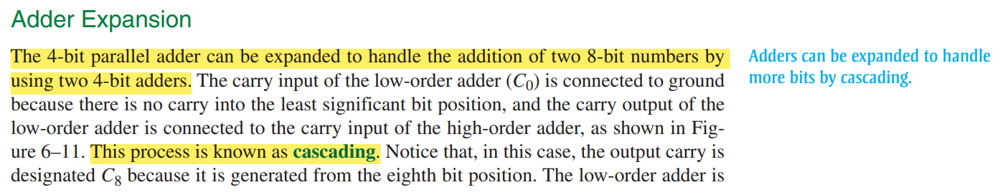 Adder Expansion
The 4-bit parallel adder can be expanded to handle the addition of two 8-bit numbers by
using two 4-bit adders. The carry input of the low-order adder (C₀) is connected to ground
because there is no carry into the least significant bit position, and the carry output of the
low-order adder is connected to the carry input of the high-order adder, as shown in Fig-
ure 6–11. This process is known as cascading. Notice that, in this case, the output carry is
designated C₈ because it is generated from the eighth bit position. The low-order adder is
Adders can be expanded to handle
more bits by cascading.